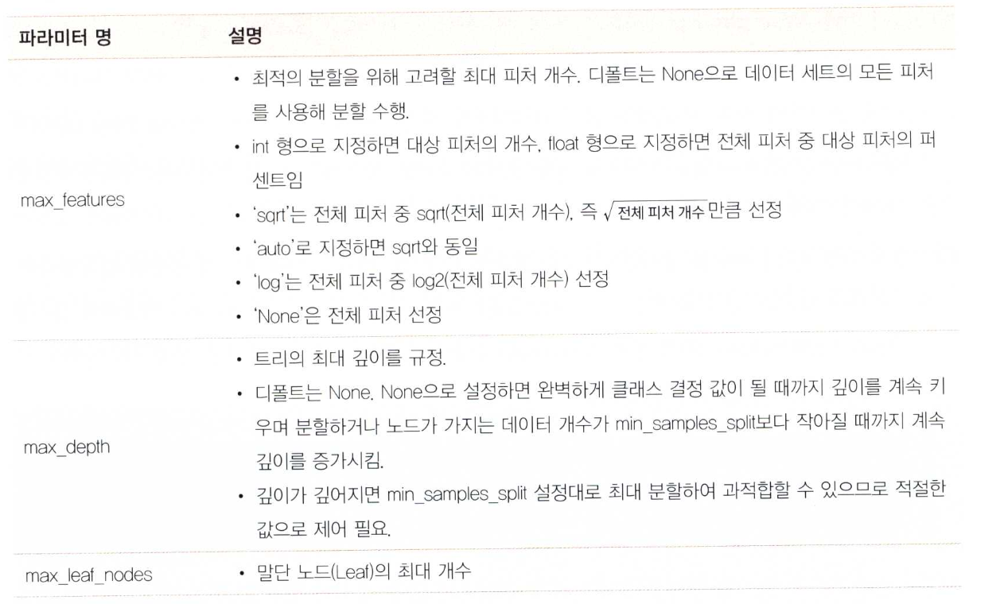 파라미터 명 설명
• 최적의 분할을 위해 고려할 최대 피처 개수. 디폴트는 None으로 데이터 세트의 모든 피처
를 사용해 분할 수행.
• int 형으로 지정하면 대상 피처의 개수, float 형으로 지정하면 전체 피처 중 대상 피처의 퍼
센트임
max_features
• ‘sqrt’는 전체 피처 중 sqrt(전체 피처 개수), 즉 √전체 피처 개수만큼 선정
• ‘auto’로 지정하면 sqrt와 동일
• ‘log’는 전체 피처 중 log2(전체 피처 개수) 선정
• ‘None’은 전체 피처 선정
• 트리의 최대 깊이를 규정.
• 디폴트는 None, None으로 설정하면 완벽하게 클래스 결정 값이 될 때까지 깊이를 계속 키
우며 분할하거나 노드가 가지는 데이터 개수가 min_samples_split보다 작아질 때까지 계속
max_depth
깊이를 증가시킴.
• 깊이가 깊어지면 min_samples_split 설정대로 최대 분할하여 과적합할 수 있으므로 적절한
값으로 제어 필요.
max_leaf_nodes • 말단 노드(Leaf)의 최대 개수